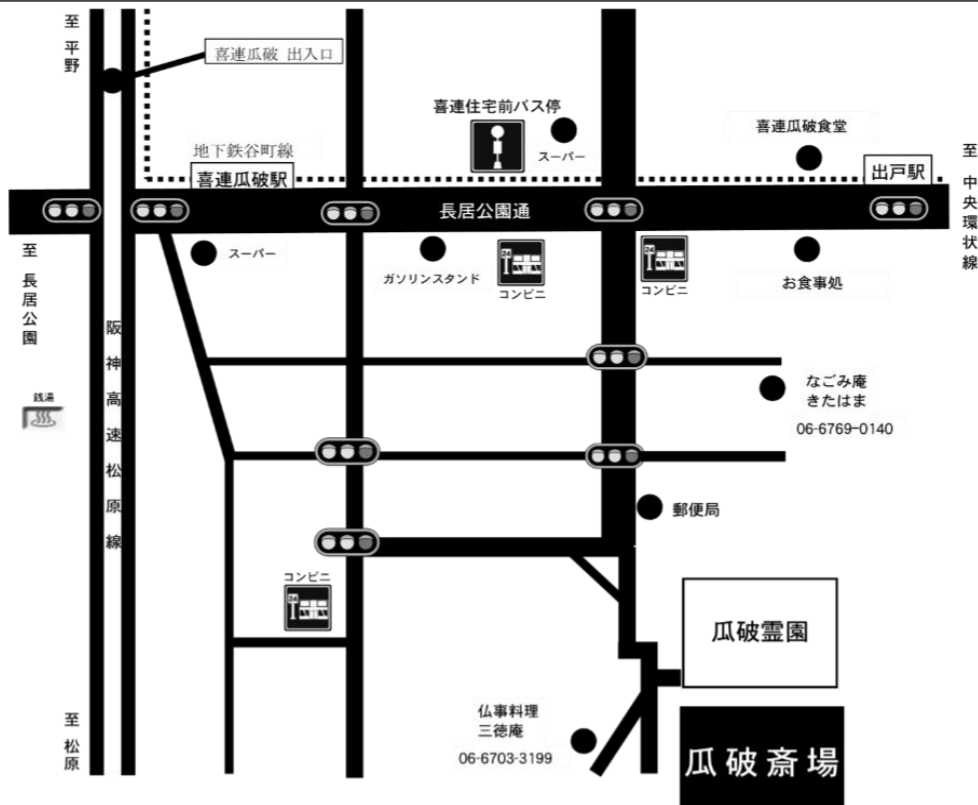 至 平野
喜連瓜破 出入口
喜連住宅前バス停
スーパー
喜連瓜破食堂
地下鉄谷町線
喜連瓜破駅
出戸駅
至 中央環状線
長居公園通
至 長居公園
スーパー
ガソリンスタンド
24
コンビニ
24
コンビニ
お食事処
阪神高速松原線
銭湯
なごみ庵
きたはま
06-6769-0140
郵便局
コンビニ
24
瓜破霊園
至 松原
仏事料理
三徳庵
06-6703-3199
瓜破斎場